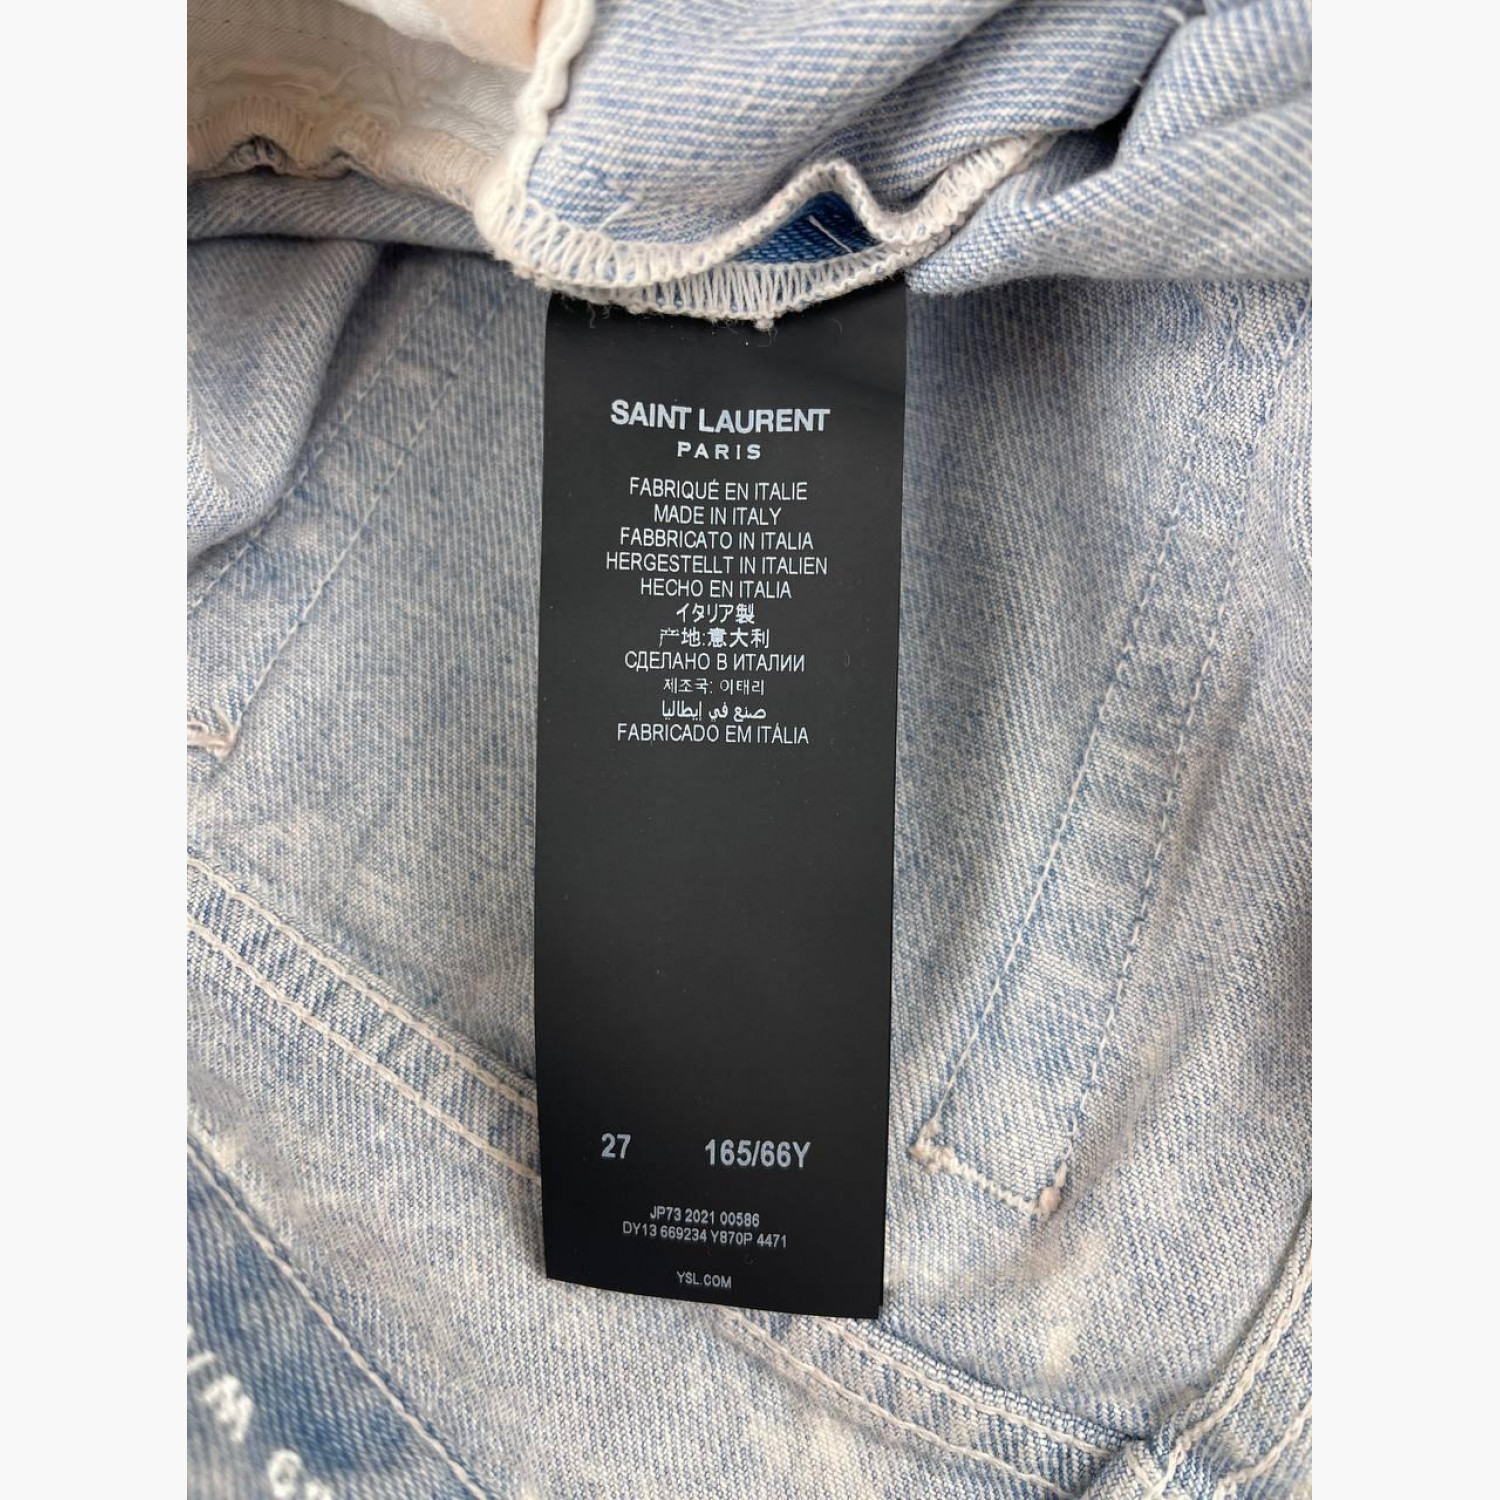 SAINT LAURENT
PARIS
FABRIQUÉ EN ITALIE
MADE IN ITALY
FABBRICATO IN ITALIA
HERGESTELLT IN ITALIEN
HECHO EN ITALIA
イタリア製
产地:意大利
СДЕЛАНО В ИТАЛИИ
제조국: 이태리
صنع في إيطاليا
FABRICADO EM ITÁLIA
27 165/66Y
JP73 2021 00586
DY13 669234 Y870P 4471
YSL.COM